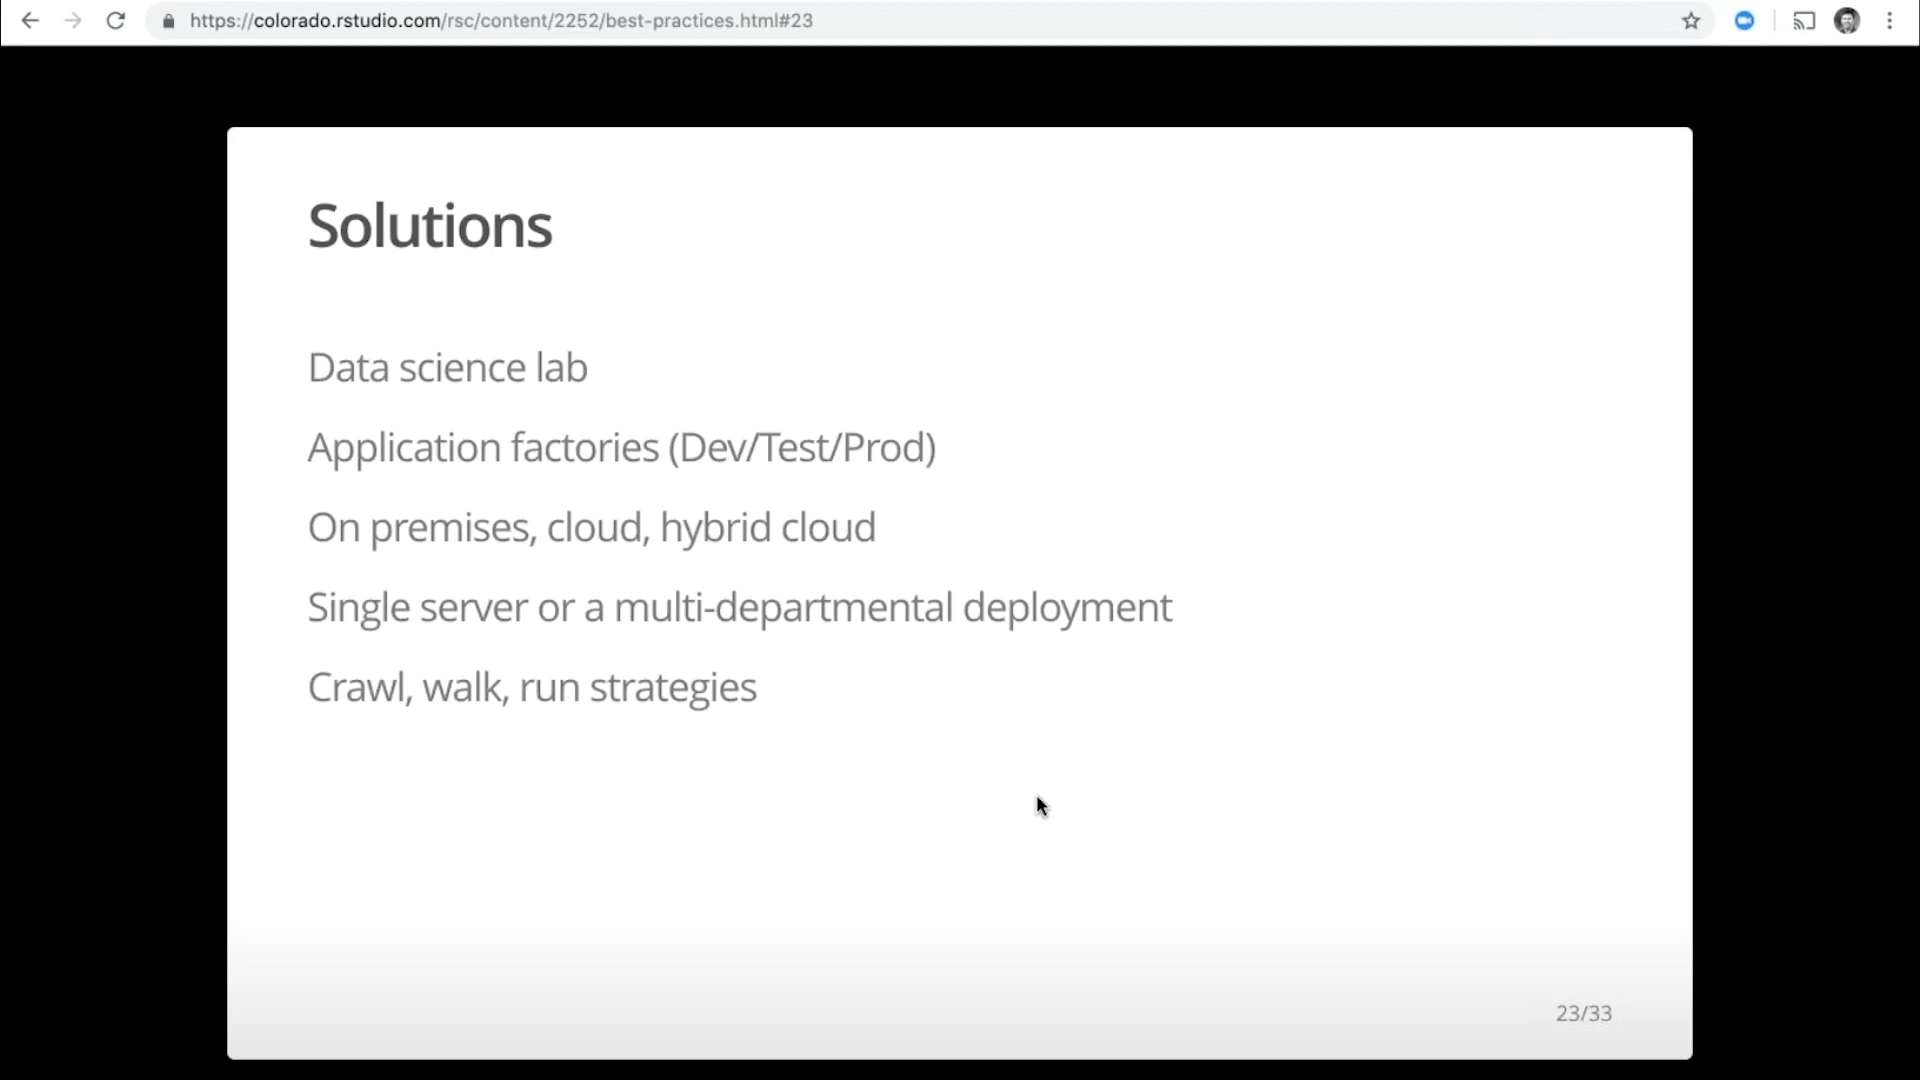 https://colorado.rstudio.com/rsc/content/2252/best-practices.html#23
Solutions
Data science lab
Application factories (Dev/Test/Prod)
On premises, cloud, hybrid cloud
Single server or a multi-departmental deployment
Crawl, walk, run strategies
23/33